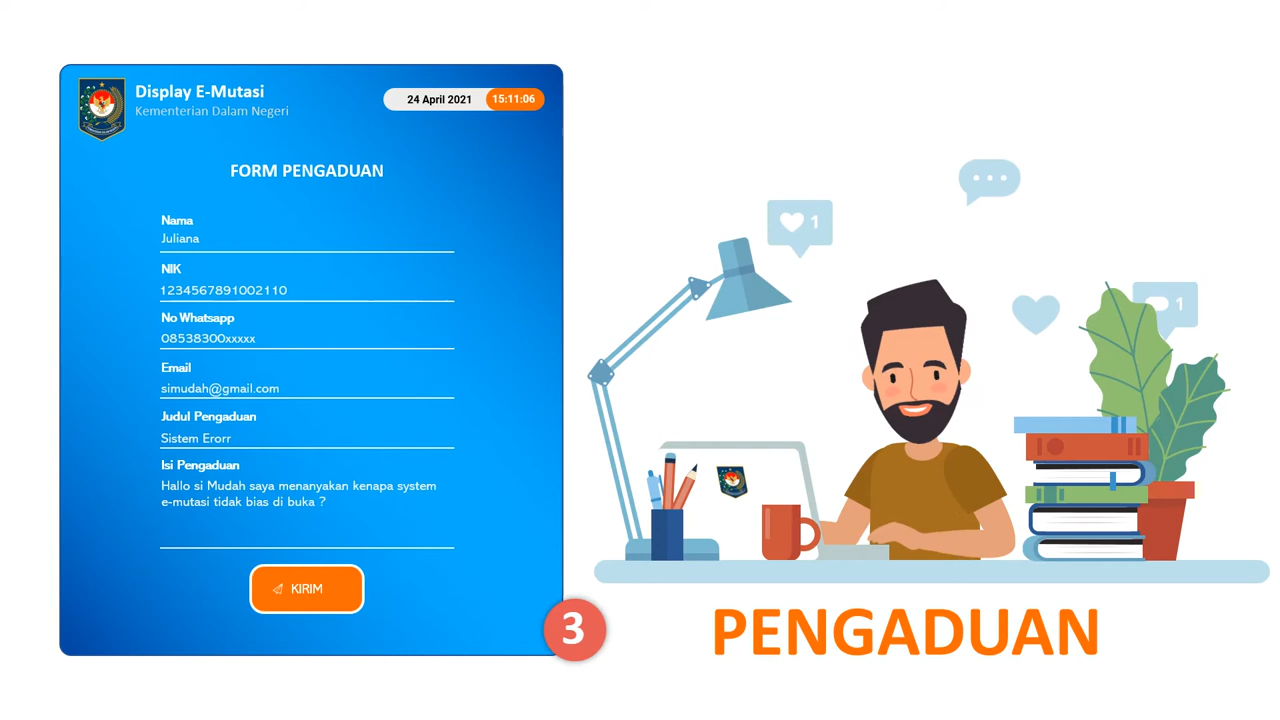 Display E-Mutasi
Kementerian Dalam Negeri
24 April 2021 15:11:06
FORM PENGADUAN
Nama
Juliana
NIK
1234567891002110
No Whatsapp
08538300xxxxx
Email
simudah@gmail.com
Judul Pengaduan
Sistem Erorr
Isi Pengaduan
Hallo si Mudah saya menanyakan kenapa system
e-mutasi tidak bias di buka ?
KIRIM
3
1
1
PENGADUAN